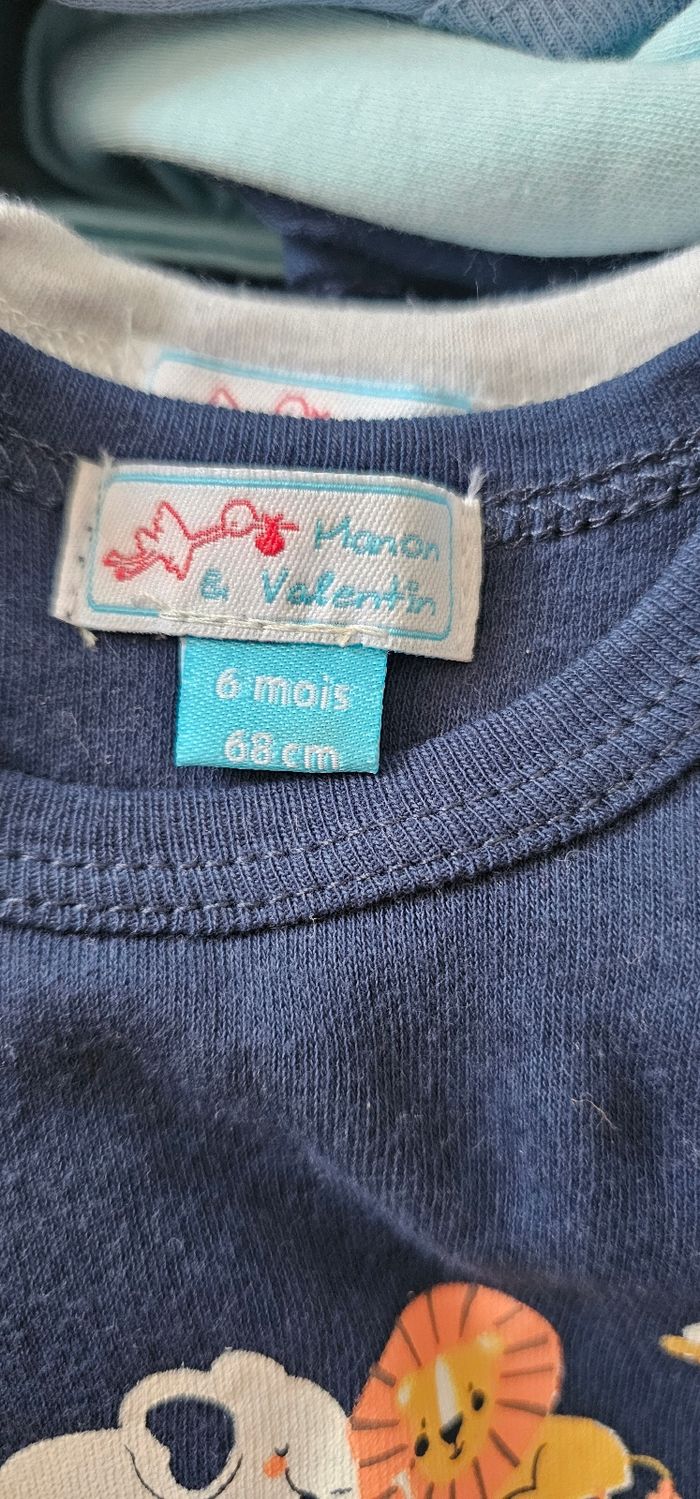 Manon
& Valentin
6 mois
68 cm